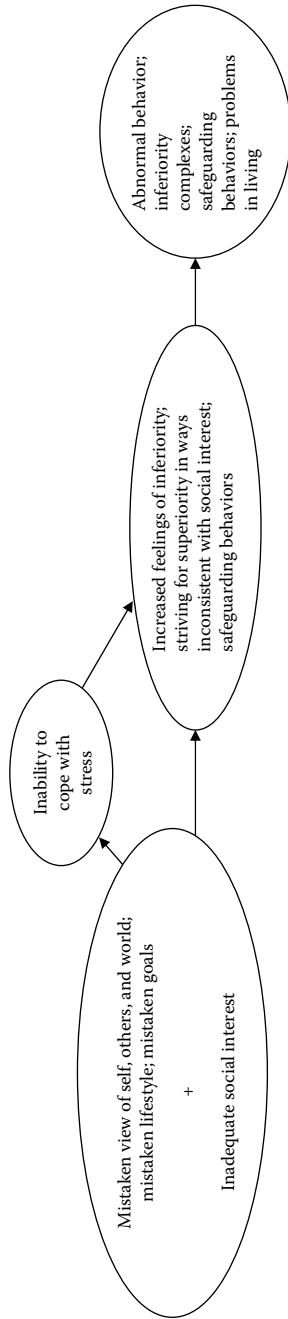 Mistaken view of self, others, and world;
mistaken lifestyle; mistaken goals
+
Inadequate social interest
Inability to
cope with
stress
Increased feelings of inferiority;
striving for superiority in ways
inconsistent with social interest;
safeguarding behaviors
Abnormal behavior;
inferiority
complexes;
safeguarding
behaviors; problems
in living